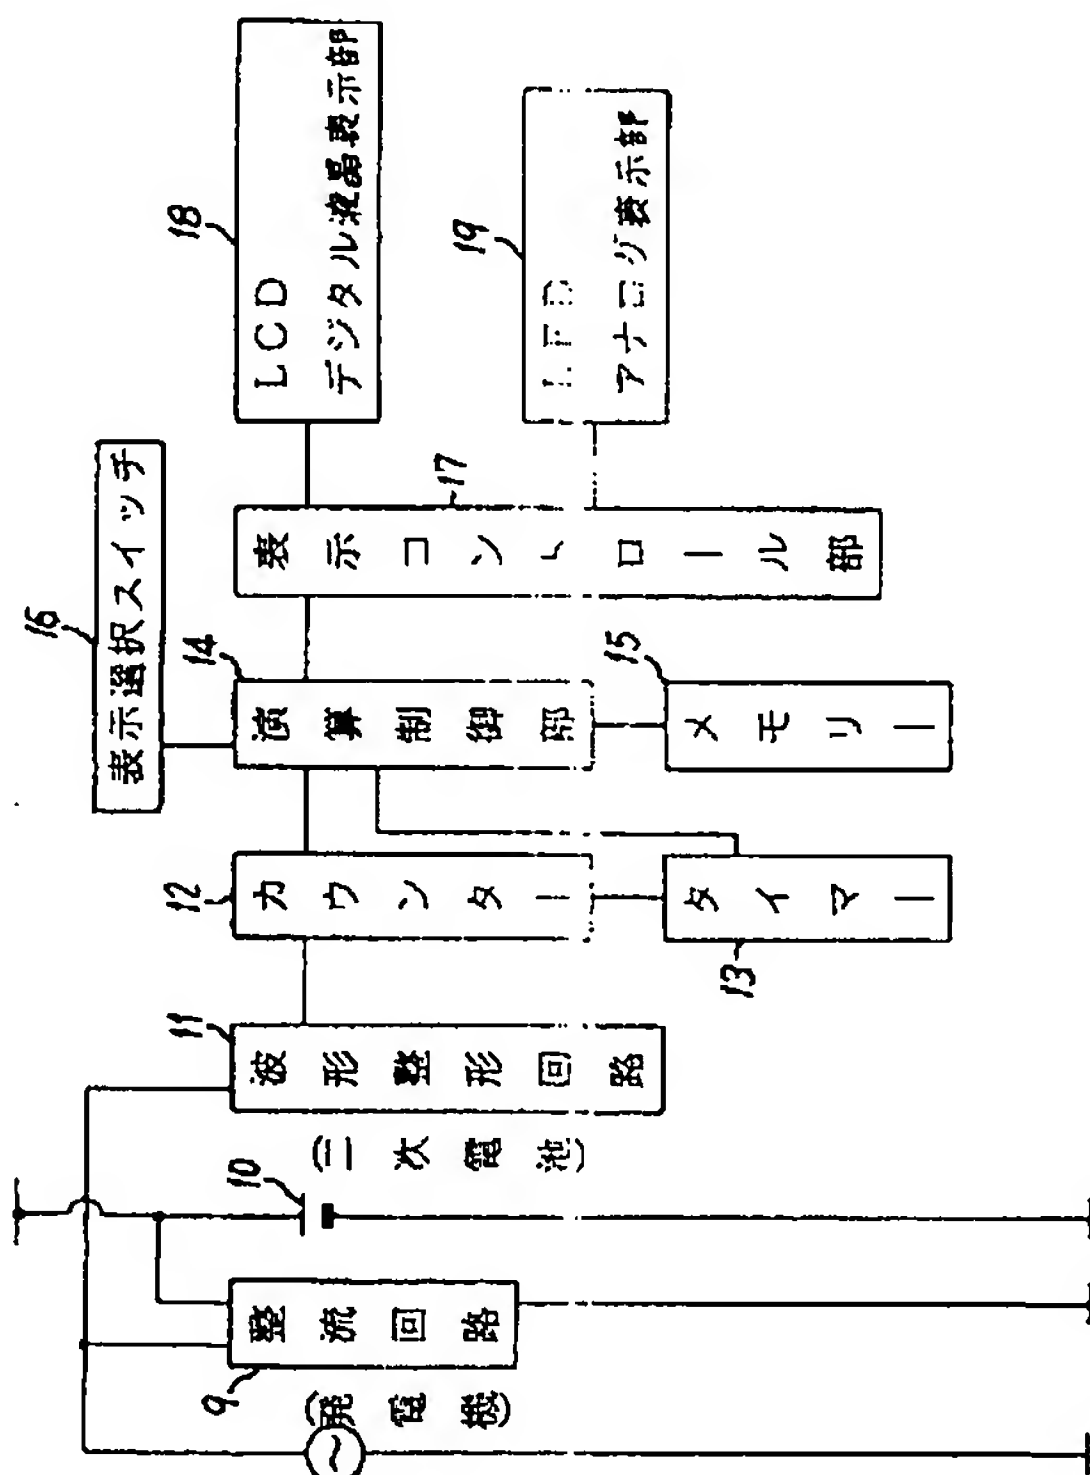 (発電機)
9
整流回路
10
(二次電池)
11
波形整形回路
12
カウンター
13
タイマー
14
演算制御部
15
メモリー
16
表示選択スイッチ
17
表示コントロール部
18
LCD
デジタル液晶表示部
19
アナログ表示部